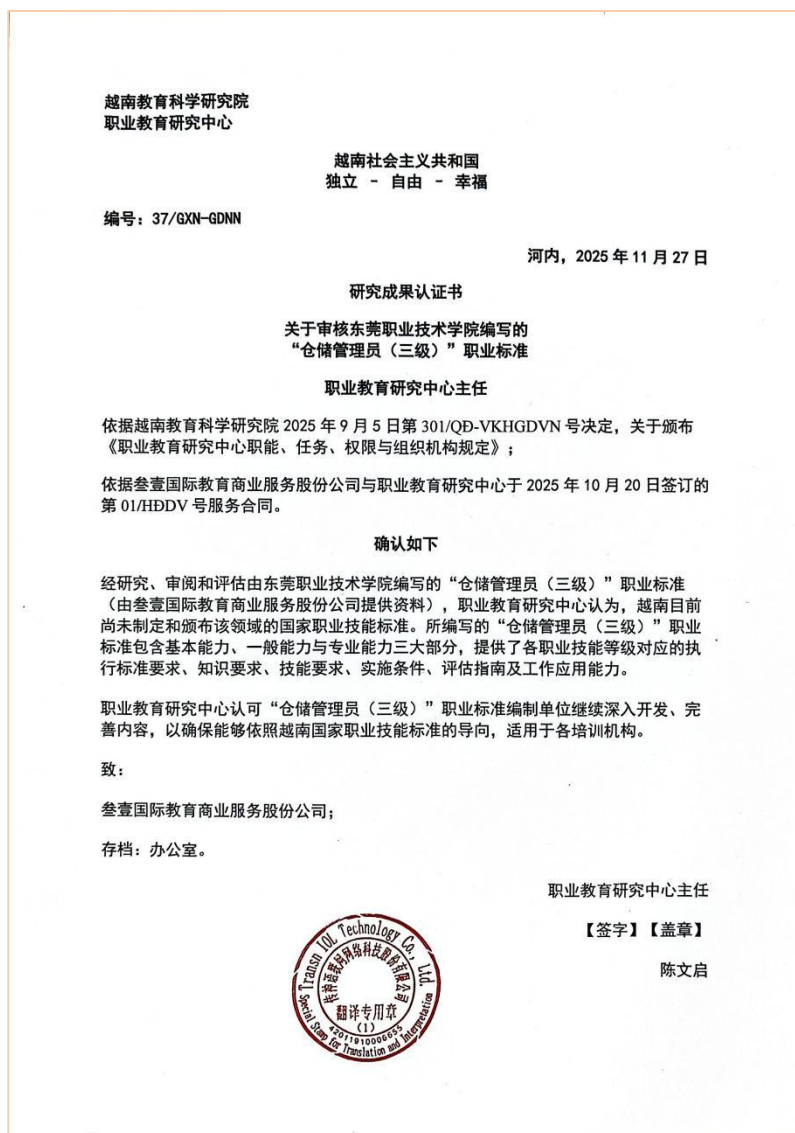 越南教育科学研究院
职业教育研究中心
越南社会主义共和国
独立 - 自由 - 幸福
编号：37/GXN-GDNN
河内，2025 年 11 月 27 日
研究成果认证书
关于审核东莞职业技术学院编写的
“仓储管理员（三级）”职业标准
职业教育研究中心主任
依据越南教育科学研究院 2025 年 9 月 5 日第 301/QĐ-VKHGDVN 号决定，关于颁布
《职业教育研究中心职能、任务、权限与组织机构规定》；
依据叁壹国际教育商业服务股份公司与职业教育研究中心于 2025 年 10 月 20 日签订的
第 01/HĐDV 号服务合同。
确认如下
经研究、审阅和评估由东莞职业技术学院编写的“仓储管理员（三级）”职业标准
（由叁壹国际教育商业服务股份公司提供资料），职业教育研究中心认为，越南目前
尚未制定和颁布该领域的国家职业技能标准。所编写的“仓储管理员（三级）”职业
标准包含基本能力、一般能力与专业能力三大部分，提供了各职业技能等级对应的执
行标准要求、知识要求、技能要求、实施条件、评估指南及工作应用能力。
职业教育研究中心认可“仓储管理员（三级）”职业标准编制单位继续深入开发、完
善内容，以确保能够依照越南国家职业技能标准的导向，适用于各培训机构。
致：
叁壹国际教育商业服务股份公司；
存档：办公室。
职业教育研究中心主任
【签字】【盖章】
陈文启
Transn IOL Technology Co., Ltd.
传神语联网网络科技股份有限公司
翻译专用章
(1)
42011910006655
Special Stamp for Translation and Interpretation